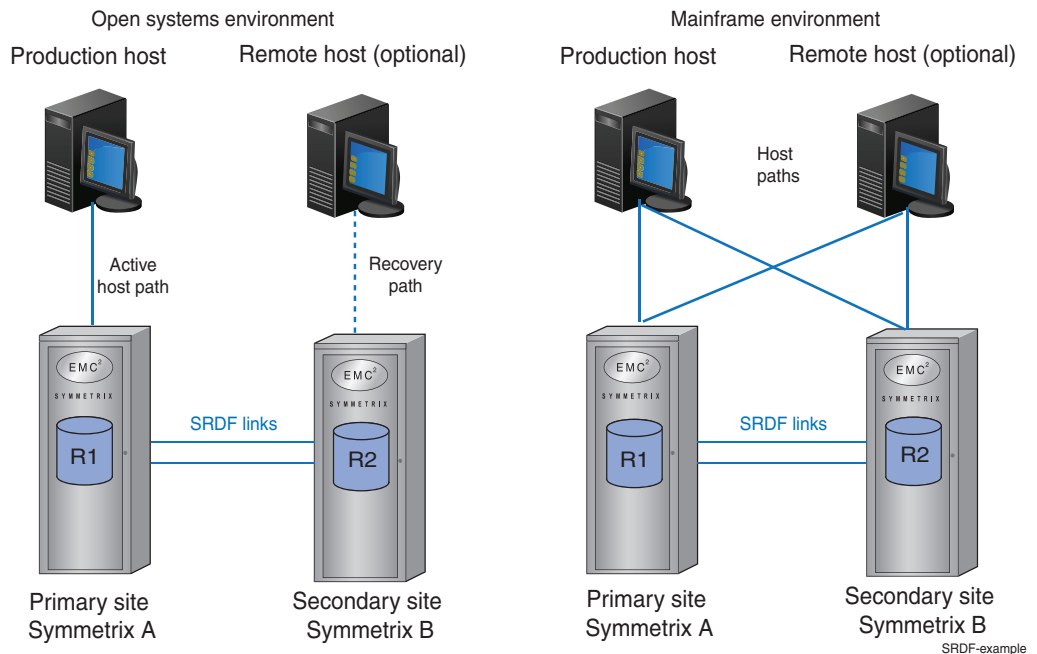 Open systems environment
Production host
Remote host (optional)
Active
host path
Recovery
path
EMC²
SYMMETRIX
R1
SRDF links
EMC²
SYMMETRIX
R2
Primary site
Symmetrix A
Secondary site
Symmetrix B
Mainframe environment
Production host
Remote host (optional)
Host
paths
EMC²
SYMMETRIX
R1
SRDF links
EMC²
SYMMETRIX
R2
Primary site
Symmetrix A
Secondary site
Symmetrix B
SRDF-example